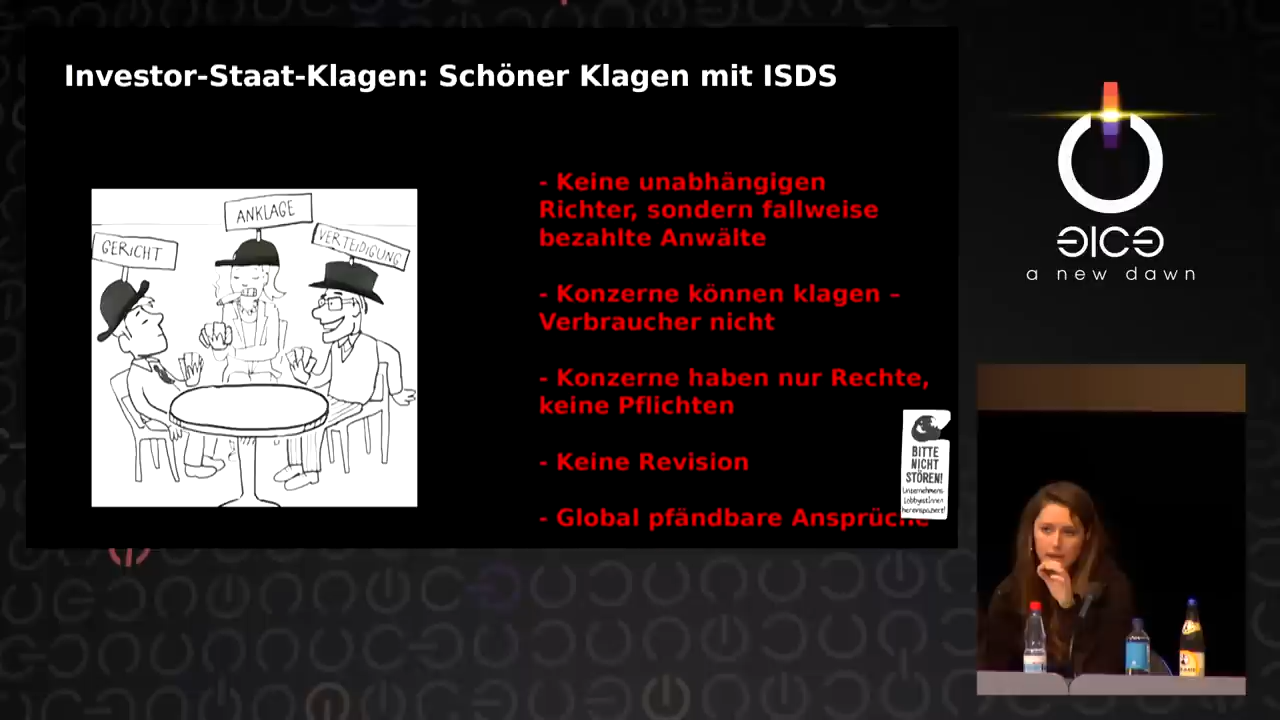 Investor-Staat-Klagen: Schöner Klagen mit ISDS
GERICHT
ANKLAGE
VERTEIDIGUNG
- Keine unabhängigen
Richter, sondern fallweise
bezahlte Anwälte
- Konzerne können klagen –
Verbraucher nicht
- Konzerne haben nur Rechte,
keine Pflichten
- Keine Revision
- Global pfändbare Ansprüche
BITTE
NICHT
STÖREN!
Unternehmens
LobbyistInnen
hereinspaziert!
a new dawn